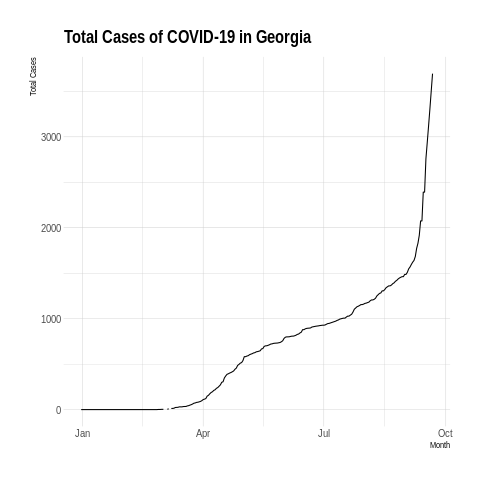 Total Cases of COVID-19 in Georgia
Total Cases
3000
2000
1000
0
Jan Apr Jul Oct
Month